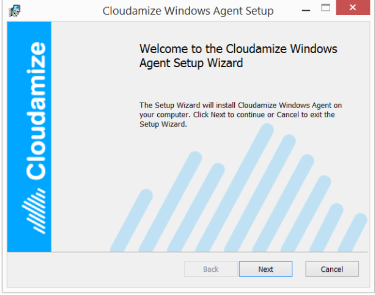 Cloudamize Windows Agent Setup
Cloudamize
Welcome to the Cloudamize Windows
Agent Setup Wizard
The Setup Wizard will install Cloudamize Windows Agent on
your computer. Click Next to continue or Cancel to exit the
Setup Wizard.
Back
Next
Cancel